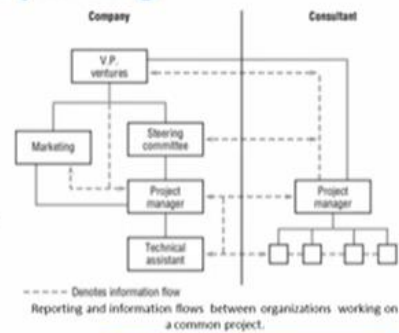 Company
Consultant
V.P.
ventures
Marketing
Steering
committee
Project
manager
Project
manager
Technical
assistant
Denotes information flow
Reporting and information flows between organizations working on
a common project.